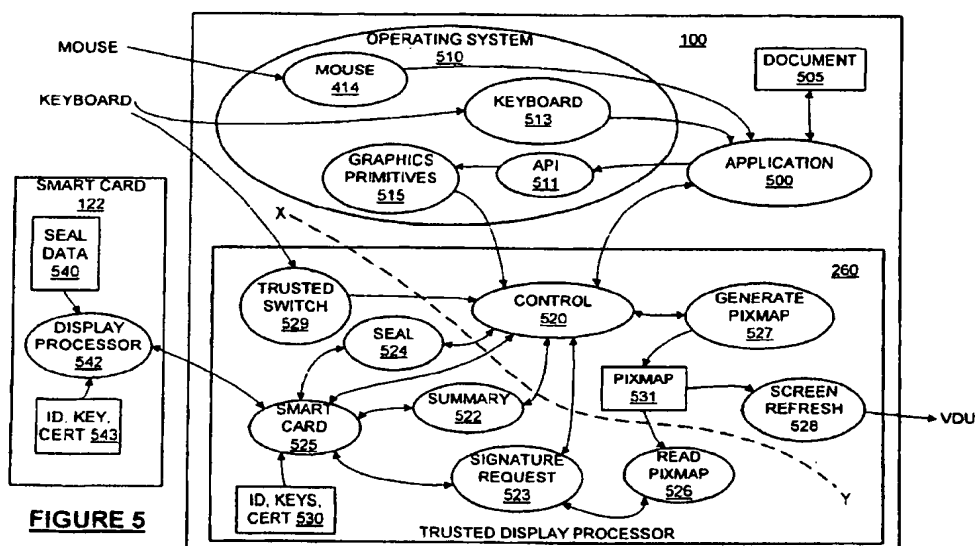 OPERATING SYSTEM
510
100
MOUSE
MOUSE
414
DOCUMENT
505
KEYBOARD
KEYBOARD
513
GRAPHICS
PRIMITIVES
515
API
511
APPLICATION
500
SMART CARD
122
SEAL
DATA
540
X
260
TRUSTED
SWITCH
529
CONTROL
520
GENERATE
PIXMAP
527
SEAL
524
DISPLAY
PROCESSOR
542
PIXMAP
531
SCREEN
REFRESH
528
VDU
SUMMARY
522
SMART
CARD
525
ID, KEY,
CERT 543
SIGNATURE
REQUEST
523
READ
PIXMAP
526
Y
ID, KEYS,
CERT 530
FIGURE 5
TRUSTED DISPLAY PROCESSOR